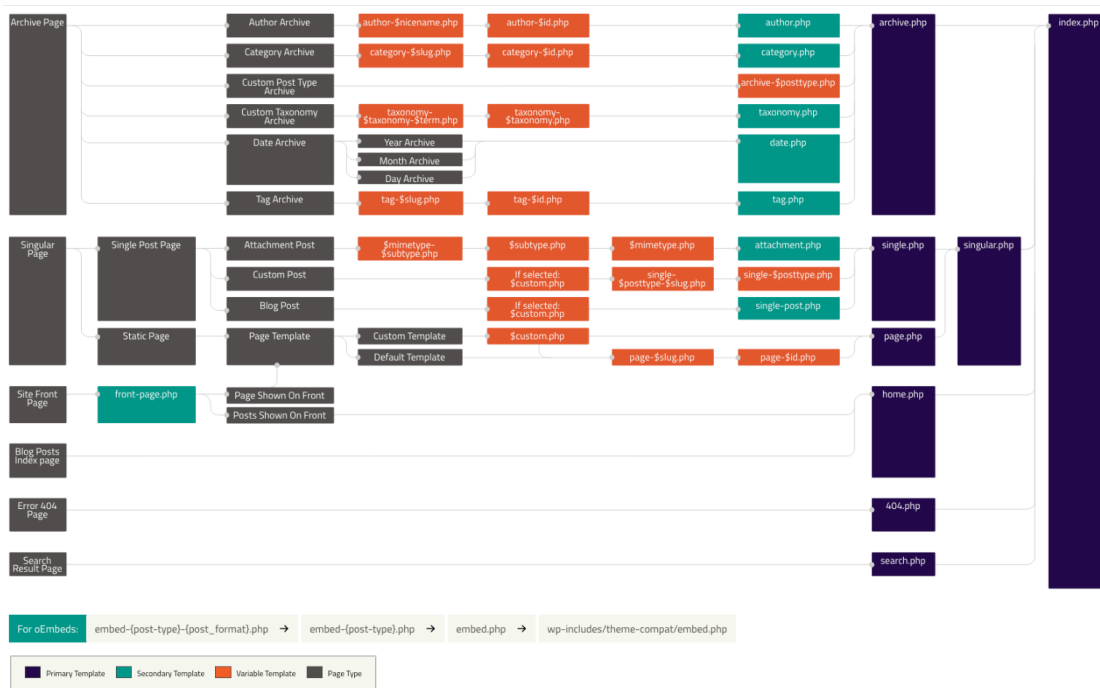 Archive Page
Author Archive
author-$nicename.php
author-$id.php
author.php
archive.php
index.php
Category Archive
category-$slug.php
category-$id.php
category.php
Custom Post Type
Archive
archive-$posttype.php
Custom Taxonomy
Archive
taxonomy-
$taxonomy-$term.php
taxonomy-
$taxonomy.php
taxonomy.php
Date Archive
Year Archive
Month Archive
Day Archive
date.php
Tag Archive
tag-$slug.php
tag-$id.php
tag.php
Singular
Page
Single Post Page
Attachment Post
$mimetype-
$subtype.php
$subtype.php
$mimetype.php
attachment.php
single.php
singular.php
Custom Post
If selected:
$custom.php
single-
$posttype-$slug.php
single-$posttype.php
Blog Post
If selected:
$custom.php
single-post.php
Static Page
Page Template
Custom Template
$custom.php
page.php
Default Template
page-$slug.php
page-$id.php
Site Front
Page
front-page.php
Page Shown On Front
Posts Shown On Front
home.php
Blog Posts
Index page
Error 404
Page
404.php
Search
Result Page
search.php
For oEmbeds:
embed-{post-type}-{post_format}.php →
embed-{post-type}.php →
embed.php →
wp-includes/theme-compat/embed.php
Primary Template
Secondary Template
Variable Template
Page Type